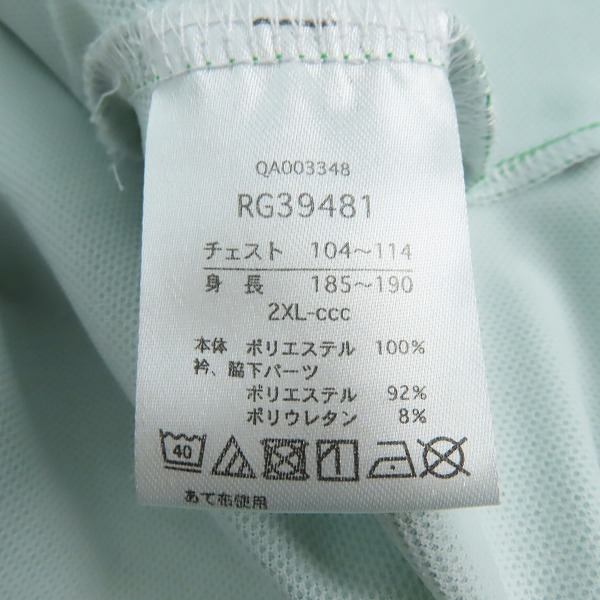 QA003348
RG39481
チェスト 104～114
身長 185～190
2XL-ccc
本体 ポリエステル 100%
衿、脇下パーツ
ポリエステル 92%
ポリウレタン 8%
40
あて布使用